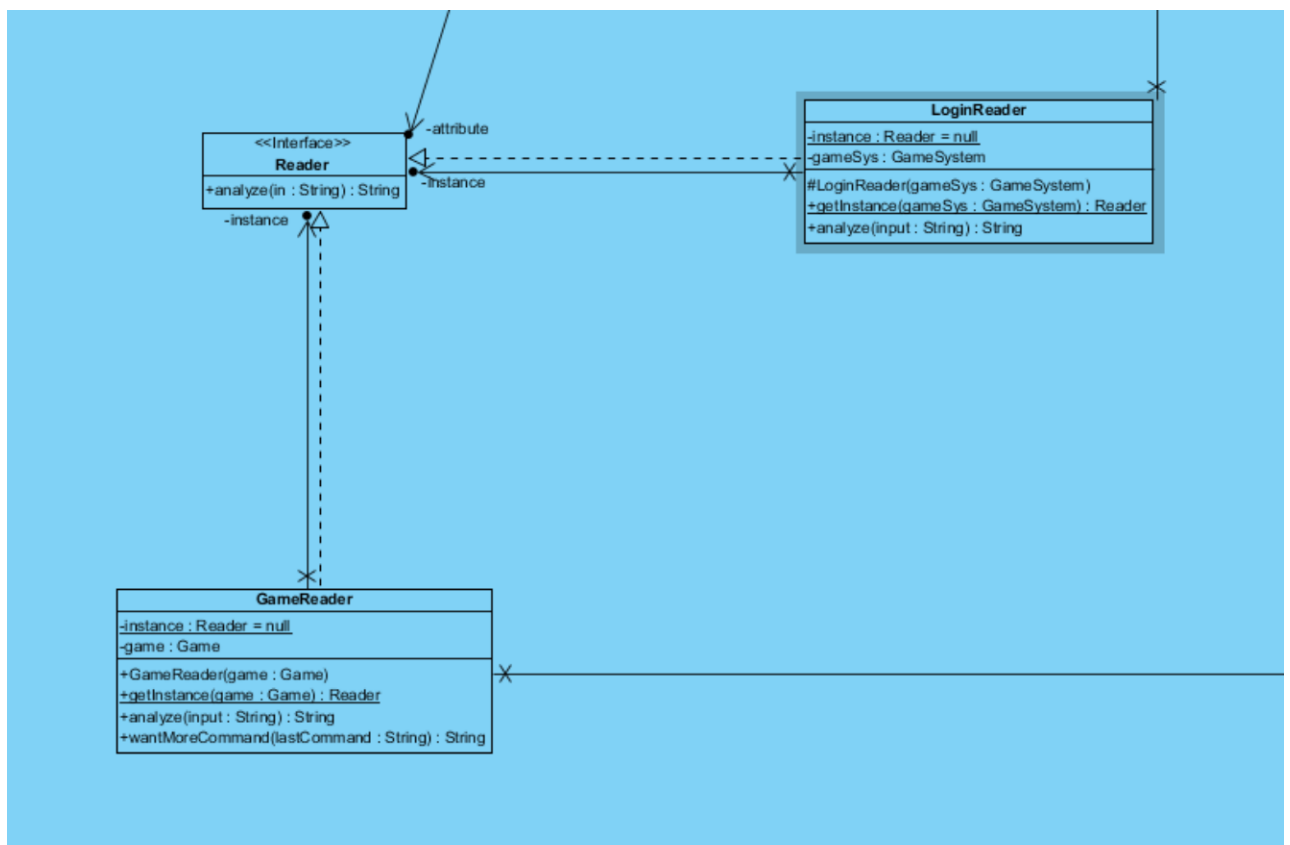 -attribute
<<Interface>>
Reader
+analyze(in : String) : String
-instance
-instance
LoginReader
-instance : Reader = null
-gameSys : GameSystem
#LoginReader(gameSys : GameSystem)
+getInstance(gameSys : GameSystem) : Reader
+analyze(input : String) : String
GameReader
-instance : Reader = null
-game : Game
+GameReader(game : Game)
+getInstance(game : Game) : Reader
+analyze(input : String) : String
+wantMoreCommand(lastCommand : String) : String